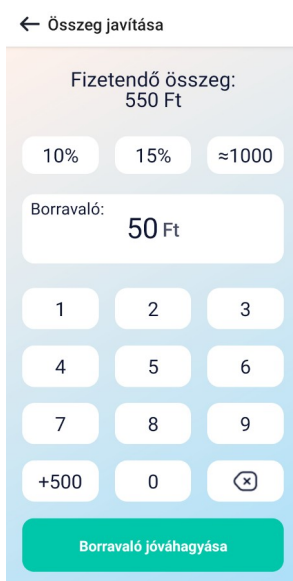 Összeg javítása
Fizetendő összeg:
550 Ft
10% 15% ≈1000
Borravaló:
50 Ft
1 2 3
4 5 6
7 8 9
+500 0
Borravaló jóváhagyása